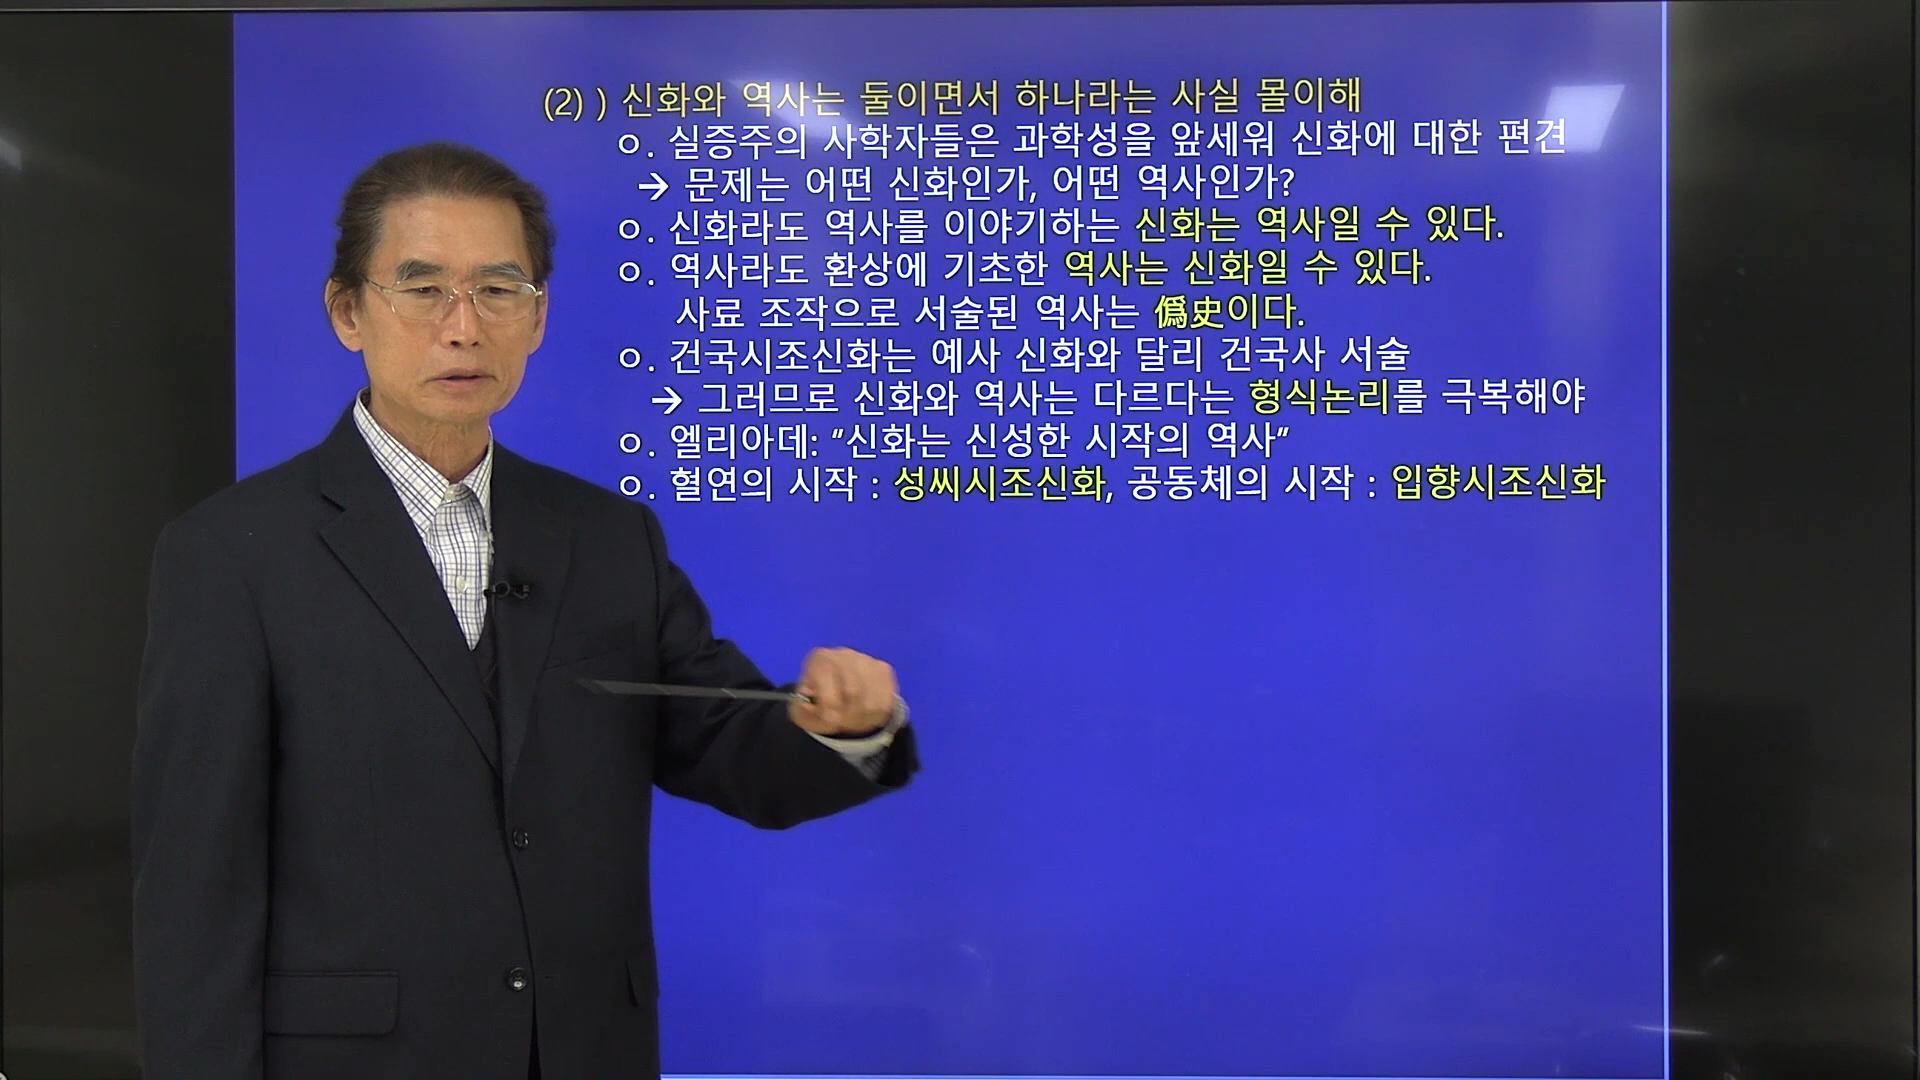 (2) ) 신화와 역사는 둘이면서 하나라는 사실 몰이해
ㅇ. 실증주의 사학자들은 과학성을 앞세워 신화에 대한 편견
→ 문제는 어떤 신화인가, 어떤 역사인가?
ㅇ. 신화라도 역사를 이야기하는 신화는 역사일 수 있다.
ㅇ. 역사라도 환상에 기초한 역사는 신화일 수 있다.
사료 조작으로 서술된 역사는 僞史이다.
ㅇ. 건국시조신화는 예사 신화와 달리 건국사 서술
→ 그러므로 신화와 역사는 다르다는 형식논리를 극복해야
ㅇ. 엘리아데: “신화는 신성한 시작의 역사”
ㅇ. 혈연의 시작 : 성씨시조신화, 공동체의 시작 : 입향시조신화